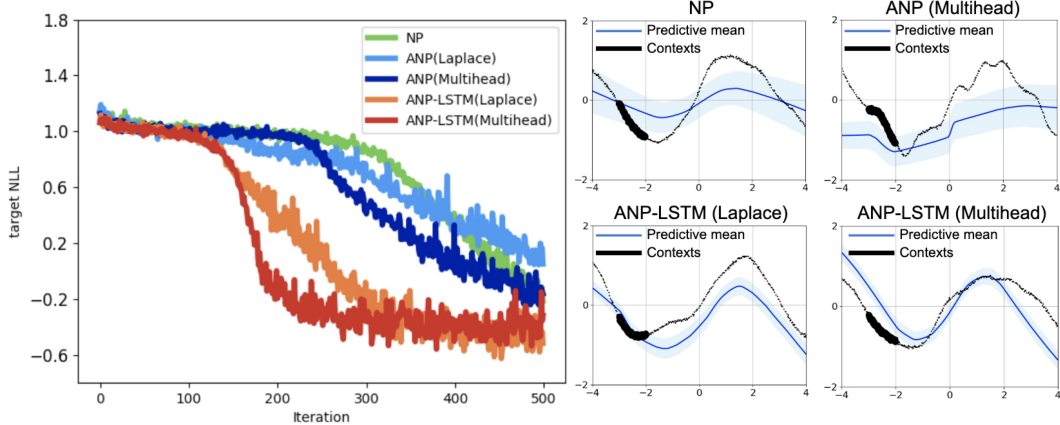 1.8
1.4
1.0
0.6
0.2
−0.2
−0.6
target NLL
0
100
200
300
400
500
Iteration
NP
ANP(Laplace)
ANP(Multihead)
ANP-LSTM(Laplace)
ANP-LSTM(Multihead)
NP
Predictive mean
Contexts
2
0
−2
−4
−2
0
2
4
ANP (Multihead)
Predictive mean
Contexts
2
0
−2
−4
−2
0
2
4
ANP-LSTM (Laplace)
Predictive mean
Contexts
2
0
−2
−4
−2
0
2
4
ANP-LSTM (Multihead)
Predictive mean
Contexts
2
0
−2
−4
−2
0
2
4